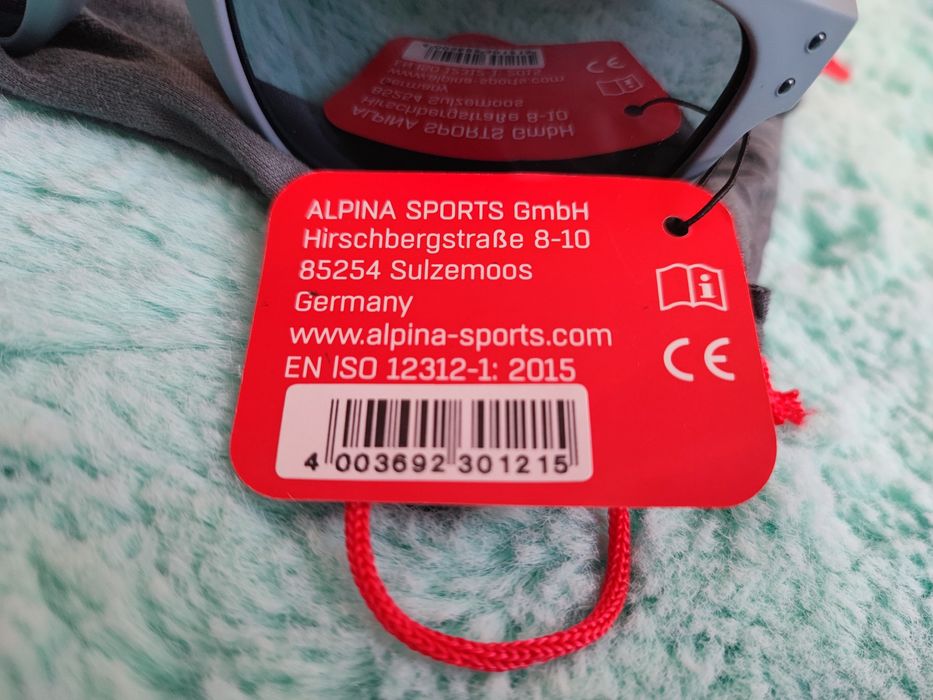 ALPINA SPORTS GmbH
Hirschbergstraße 8-10
85254 Sulzemoos
Germany
www.alpina-sports.com
EN ISO 12312-1: 2015
CE
4 003692 301215